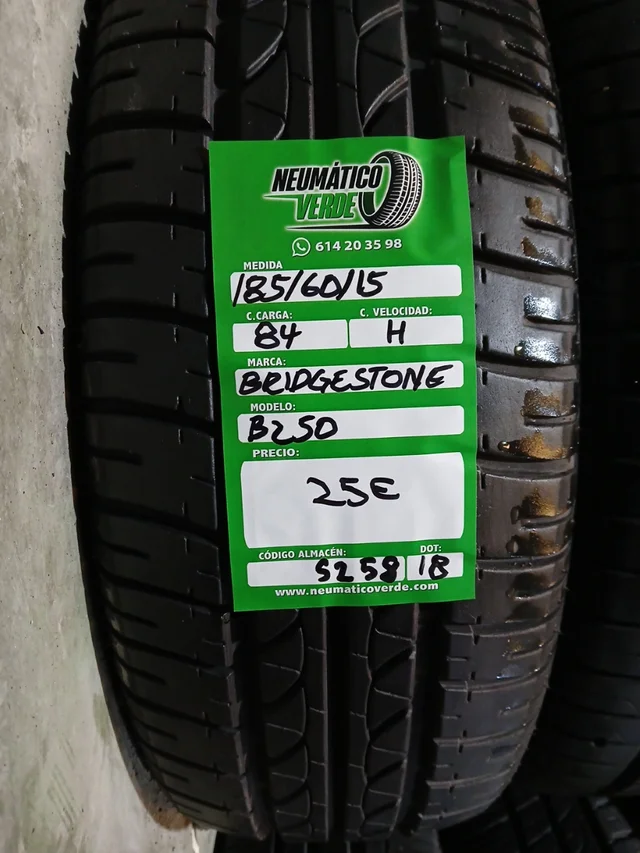 NEUMÁTICO
VERDE
614 20 35 98
MEDIDA
185/60/15
C.CARGA: C. VELOCIDAD:
84 H
MARCA:
BRIDGESTONE
MODELO:
B250
PRECIO:
25€
CÓDIGO ALMACÉN: DOT:
5258 18
www.neumaticoverde.com